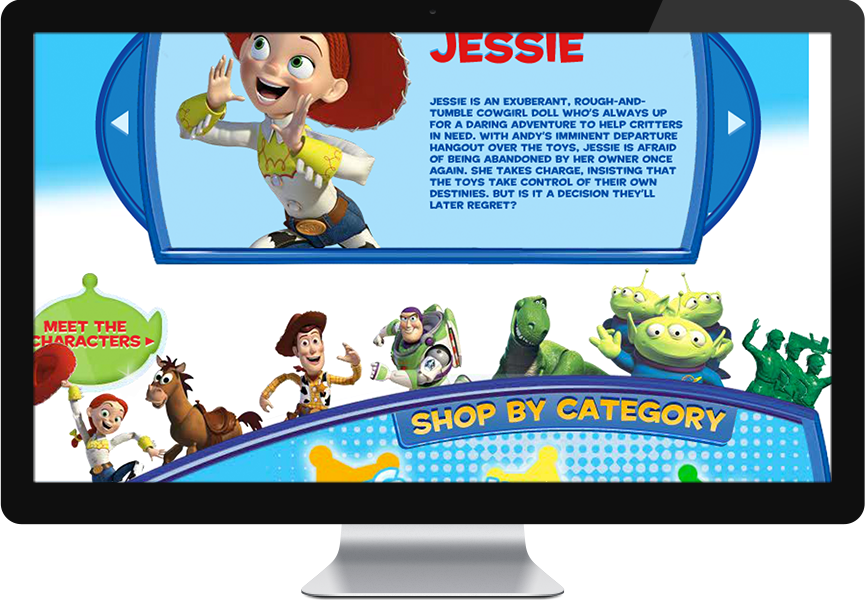 JESSIE
JESSIE IS AN EXUBERANT, ROUGH-AND-
TUMBLE COWGIRL DOLL WHO'S ALWAYS UP
FOR A DARING ADVENTURE TO HELP CRITTERS
IN NEED. WITH ANDY'S IMMINENT DEPARTURE
HANGOUT OVER THE TOYS, JESSIE IS AFRAID
OF BEING ABANDONED BY HER OWNER ONCE
AGAIN. SHE TAKES CHARGE, INSISTING THAT
THE TOYS TAKE CONTROL OF THEIR OWN
DESTINIES. BUT IS IT A DECISION THEY'LL
LATER REGRET?
MEET THE
CHARACTERS
SHOP BY CATEGORY